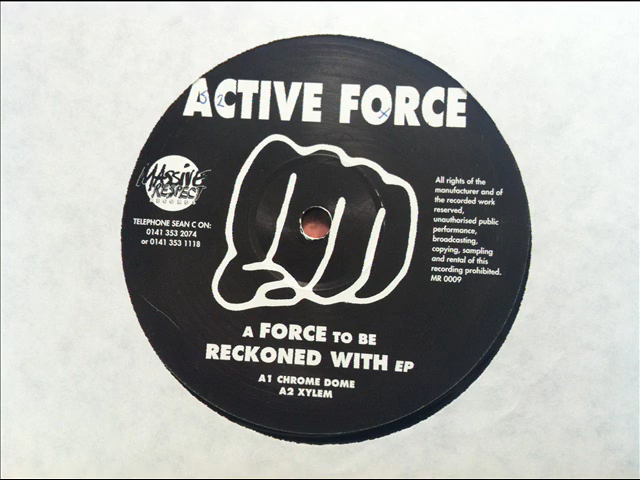 ACTIVE FORCE
MASSIVE
RESPECT
RECORDS
TELEPHONE SEAN C ON:
0141 353 2074
or 0141 353 1118
All rights of the
manufacturer and of
the recorded work
reserved,
unauthorised public
performance,
broadcasting,
copying, sampling
and rental of this
recording prohibited.
MR 0009
A FORCE TO BE
RECKONED WITH EP
A1 CHROME DOME
A2 XYLEM